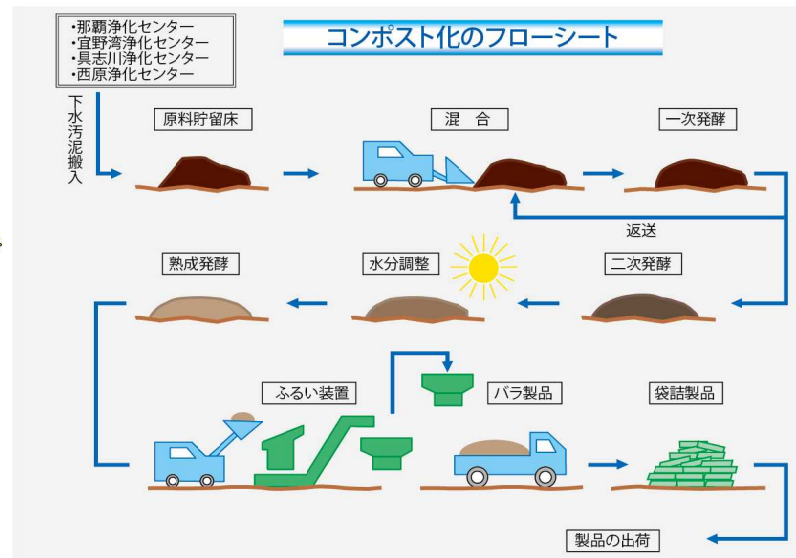 ・那覇浄化センター
・宜野湾浄化センター
・具志川浄化センター
・西原浄化センター
コンポスト化のフローシート
下水汚泥搬入
原料貯留床
混　合
一次発酵
返送
熟成発酵
水分調整
二次発酵
ふるい装置
バラ製品
袋詰製品
製品の出荷